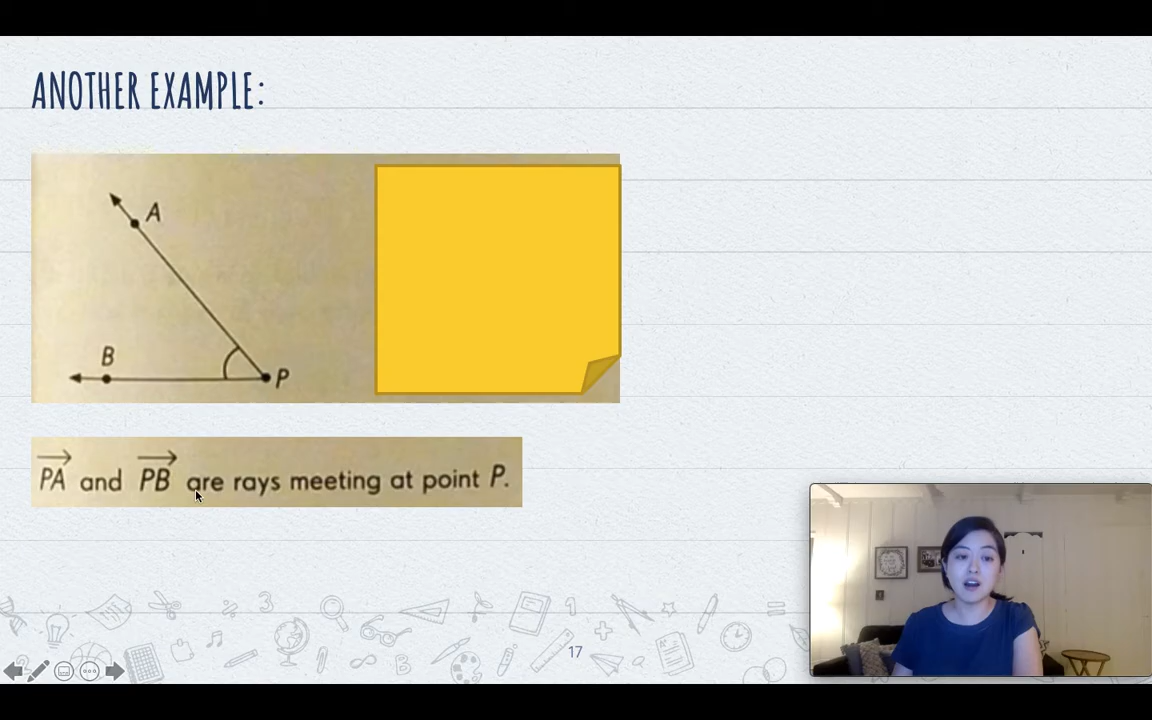 ANOTHER EXAMPLE:
A
B
P
PA and PB are rays meeting at point P.
17